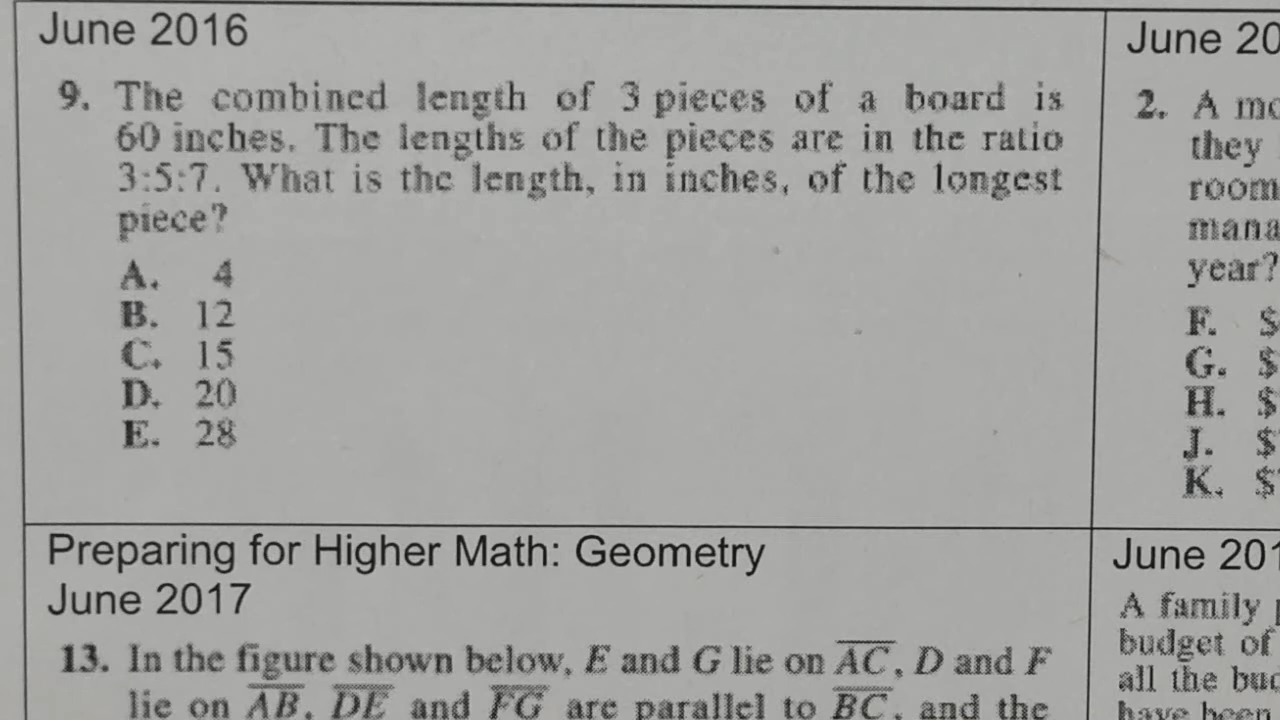 June 2016
9. The combined length of 3 pieces of a board is
60 inches. The lengths of the pieces are in the ratio
3:5:7. What is the length, in inches, of the longest
piece?
A. 4
B. 12
C. 15
D. 20
E. 28
June 20
2. A mo
they
room
mana
year?
F. $
G. $
H. $
J. $
K. $
Preparing for Higher Math: Geometry
June 2017
13. In the figure shown below, E and G lie on AC, D and F
lie on AB, DE and FG are parallel to BC, and the
June 201
A family
budget of
all the bud
have been